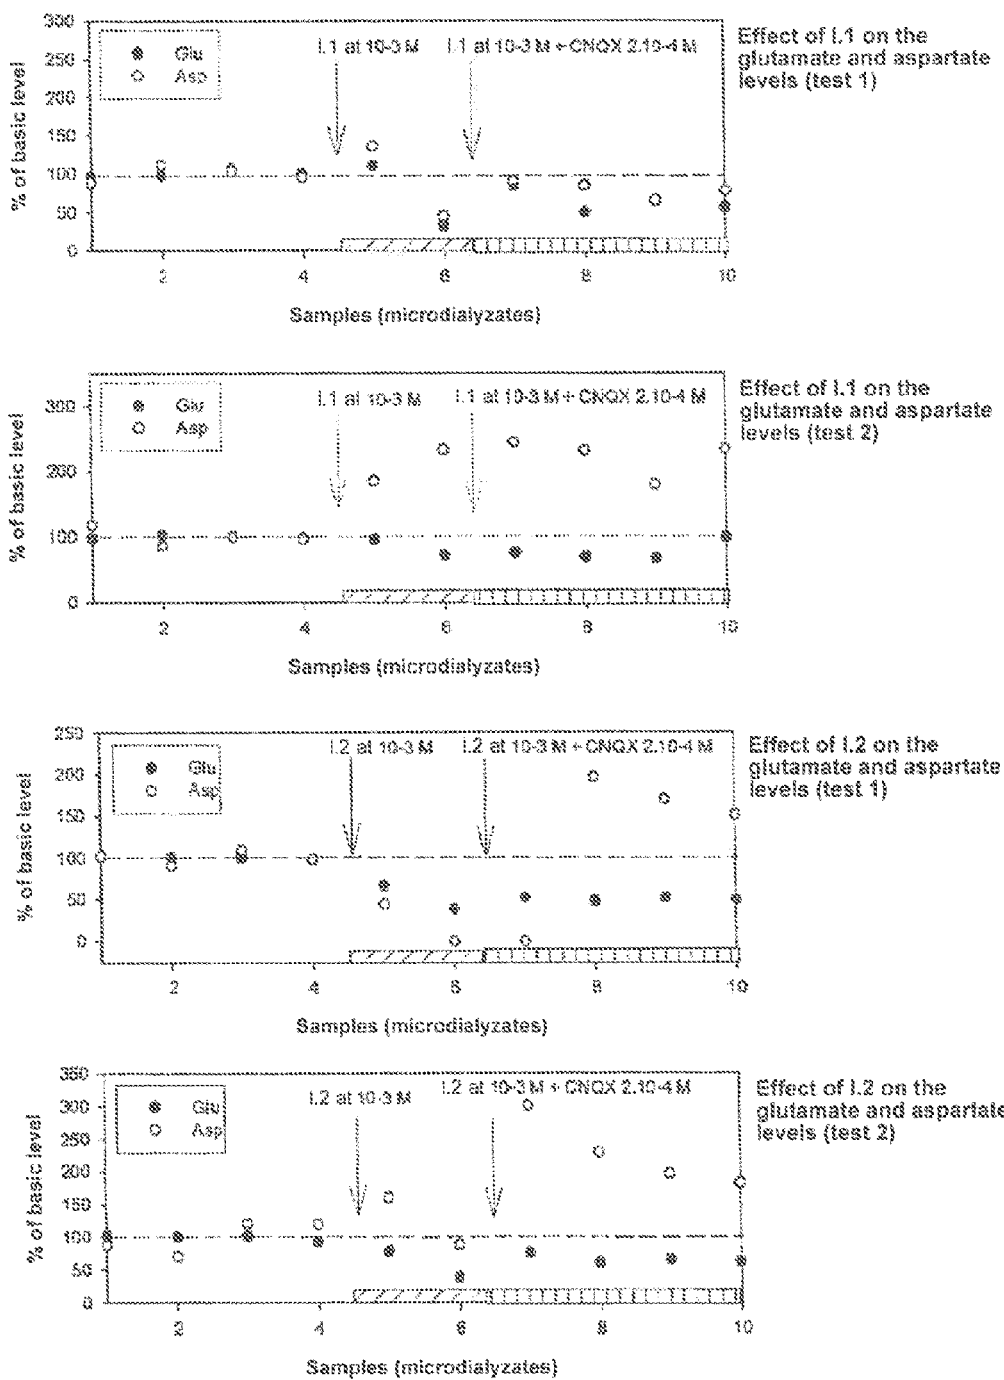 300
250
200
150
100
50
0
% of basic level
Glu
Asp
I.1 at 10-3 M
I.1 at 10-3 M + CNQX 2.10-4 M
Effect of I.1 on the
glutamate and aspartate
levels (test 1)
2
4
6
8
10
Samples (microdialyzates)
300
200
100
0
% of basic level
Glu
Asp
I.1 at 10-3 M
I.1 at 10-3 M + CNQX 2.10-4 M
Effect of I.1 on the
glutamate and aspartate
levels (test 2)
2
4
6
8
10
Samples (microdialyzates)
250
200
150
100
50
0
% of basic level
Glu
Asp
I.2 at 10-3 M
I.2 at 10-3 M + CNQX 2.10-4 M
Effect of I.2 on the
glutamate and aspartate
levels (test 1)
2
4
6
8
10
Samples (microdialyzates)
350
300
250
200
150
100
50
0
% of basic level
Glu
Asp
I.2 at 10-3 M
I.2 at 10-3 M + CNQX 2.10-4 M
Effect of I.2 on the
glutamate and aspartate
levels (test 2)
2
4
6
8
10
Samples (microdialyzates)